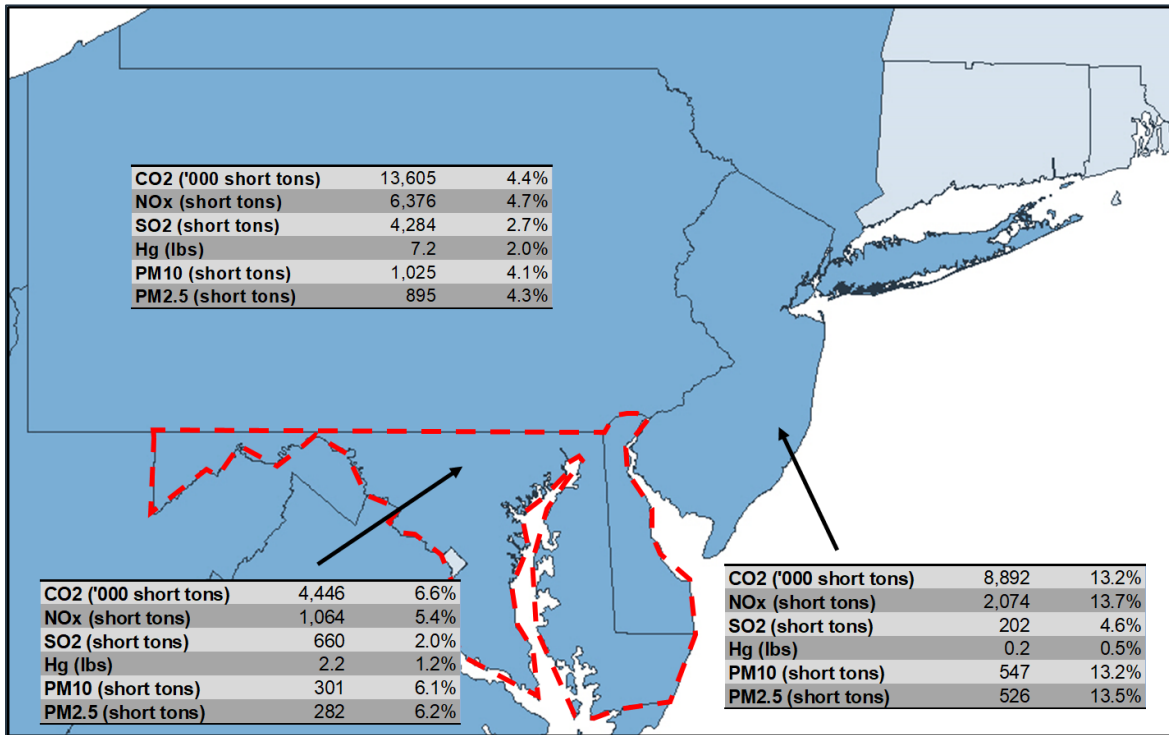 CO2 ('000 short tons) 13,605 4.4%
NOx (short tons) 6,376 4.7%
SO2 (short tons) 4,284 2.7%
Hg (lbs) 7.2 2.0%
PM10 (short tons) 1,025 4.1%
PM2.5 (short tons) 895 4.3%
CO2 ('000 short tons) 4,446 6.6%
NOx (short tons) 1,064 5.4%
SO2 (short tons) 660 2.0%
Hg (lbs) 2.2 1.2%
PM10 (short tons) 301 6.1%
PM2.5 (short tons) 282 6.2%
CO2 ('000 short tons) 8,892 13.2%
NOx (short tons) 2,074 13.7%
SO2 (short tons) 202 4.6%
Hg (lbs) 0.2 0.5%
PM10 (short tons) 547 13.2%
PM2.5 (short tons) 526 13.5%